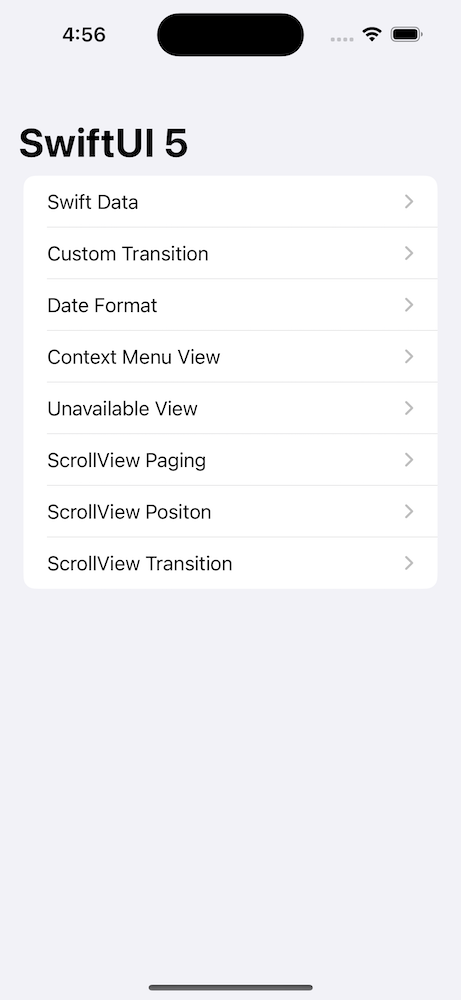 4:56
SwiftUI 5
Swift Data
Custom Transition
Date Format
Context Menu View
Unavailable View
ScrollView Paging
ScrollView Positon
ScrollView Transition